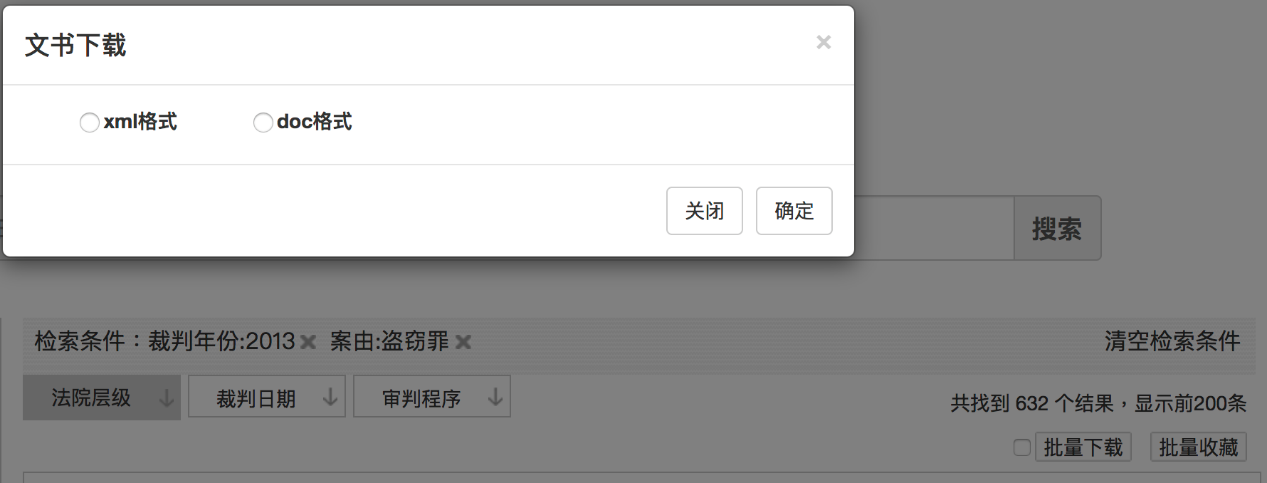 文书下载
xml格式 doc格式
关闭 确定
搜索
检索条件：裁判年份:2013 案由:盗窃罪 清空检索条件
法院层级 裁判日期 审判程序
共找到 632 个结果，显示前200条
批量下载 批量收藏